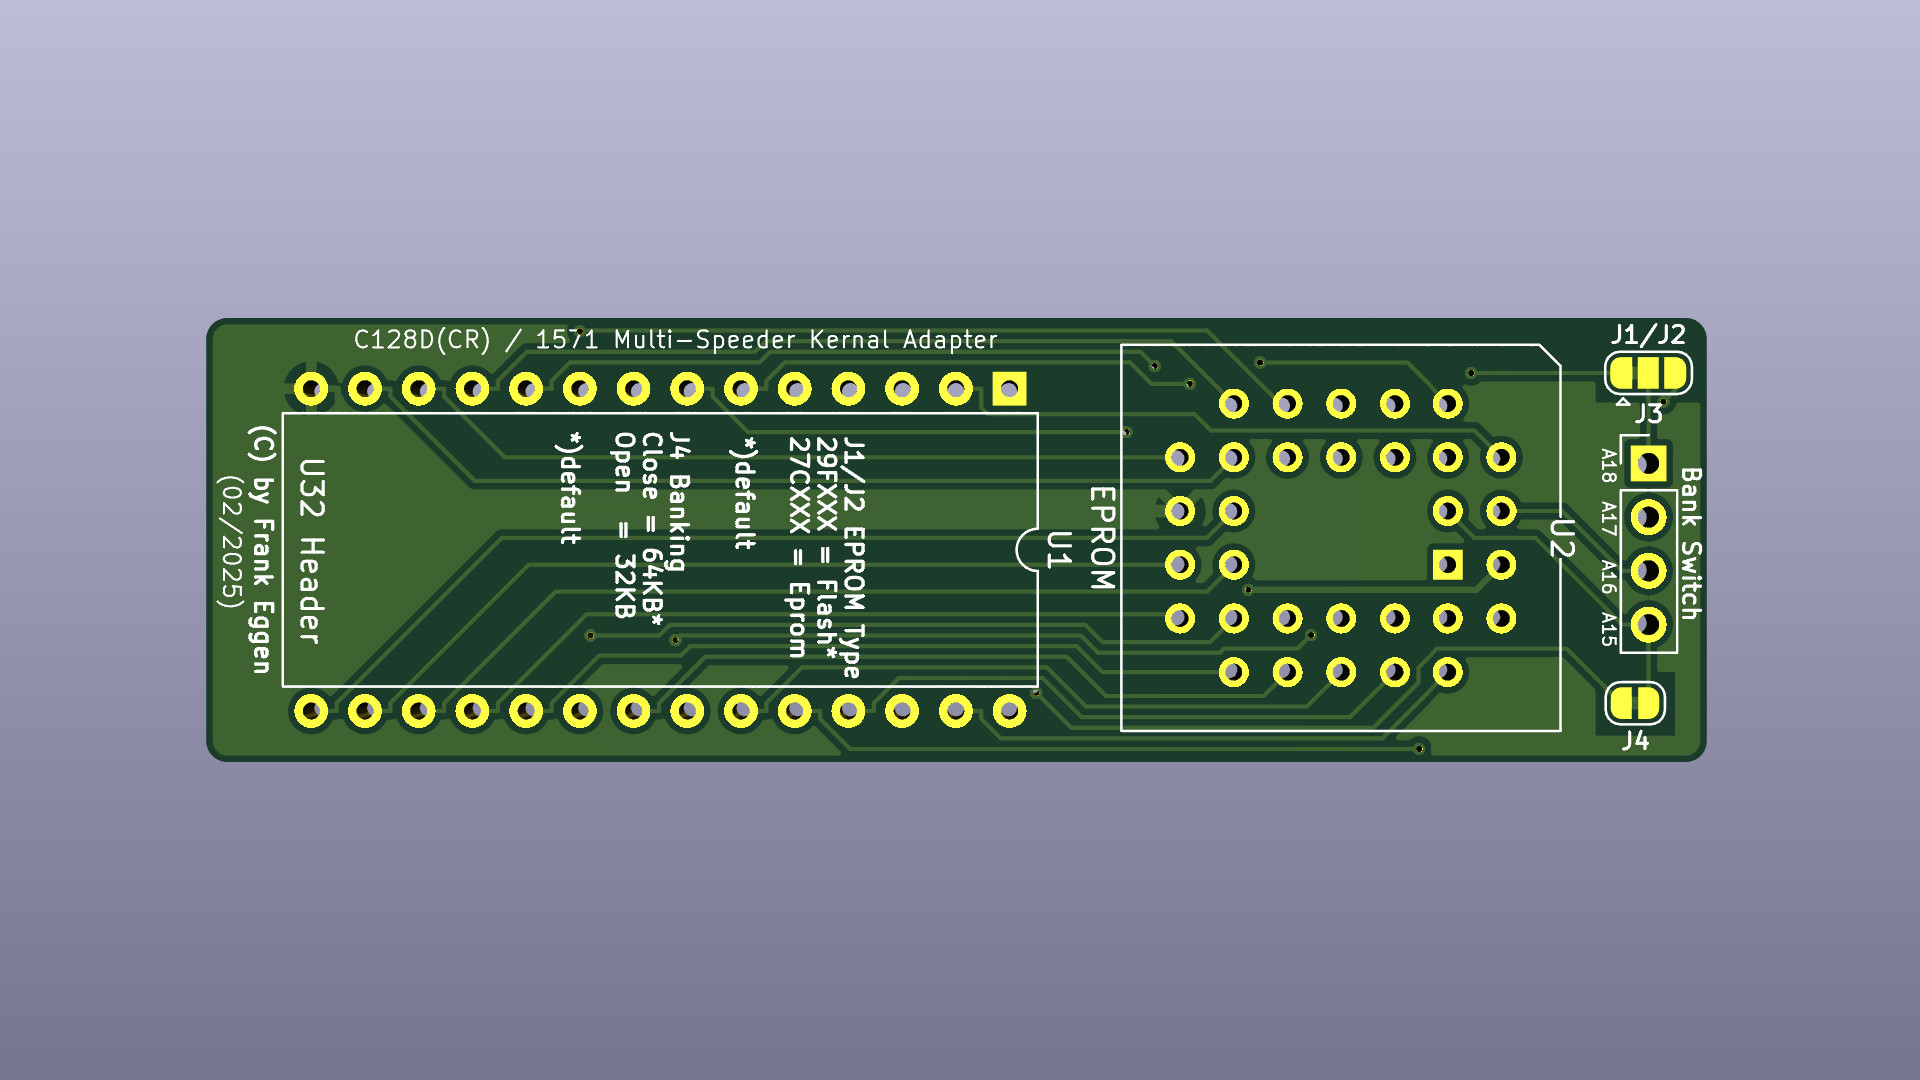 C128D(CR) / 1571 Multi-Speeder Kernal Adapter
J1/J2
J3
A18
A17
A16
A15
Bank Switch
J4
U2
EPROM
U1
J1/J2 EPROM Type
29FXXX = Flash*
27CXXX = Eprom
*)default
J4 Banking
Close = 64KB*
Open = 32KB
*)default
U32 Header
(C) by Frank Eggen
(02/2025)